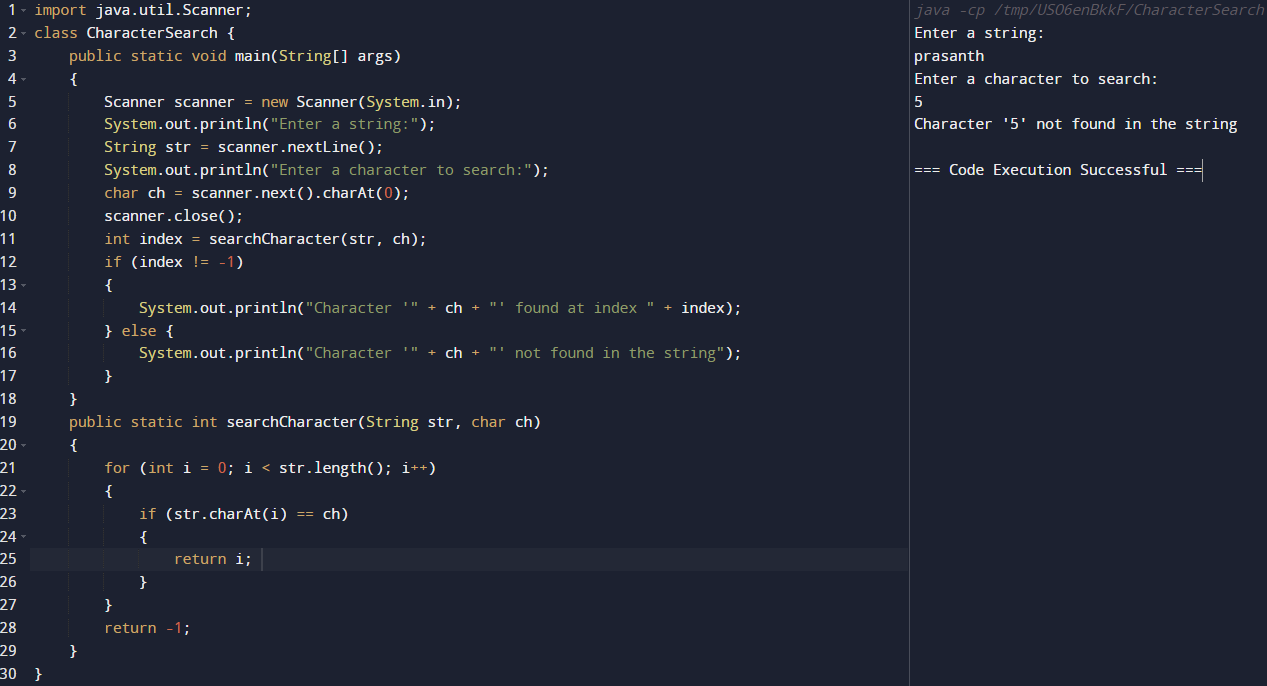 1 import java.util.Scanner;
2 class CharacterSearch {
3     public static void main(String[] args)
4     {
5         Scanner scanner = new Scanner(System.in);
6         System.out.println("Enter a string:");
7         String str = scanner.nextLine();
8         System.out.println("Enter a character to search:");
9         char ch = scanner.next().charAt(0);
10         scanner.close();
11         int index = searchCharacter(str, ch);
12         if (index != -1)
13         {
14             System.out.println("Character '" + ch + "' found at index " + index);
15         } else {
16             System.out.println("Character '" + ch + "' not found in the string");
17         }
18     }
19     public static int searchCharacter(String str, char ch)
20     {
21         for (int i = 0; i < str.length(); i++)
22         {
23             if (str.charAt(i) == ch)
24             {
25                 return i;
26             }
27         }
28         return -1;
29     }
30 }
java -cp /tmp/USO6enBkkF/CharacterSearch
Enter a string:
prasanth
Enter a character to search:
5
Character '5' not found in the string
=== Code Execution Successful ===